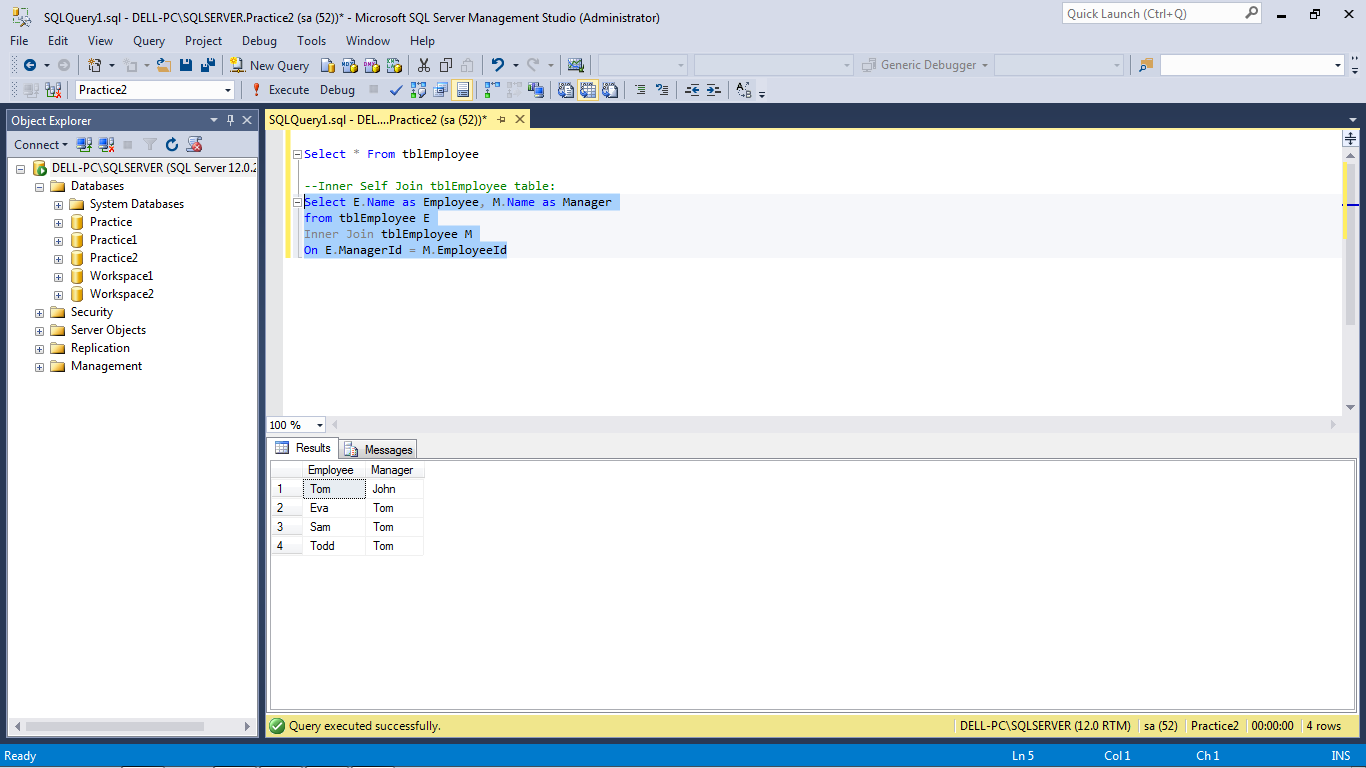 SQLQuery1.sql - DELL-PC\SQLSERVER.Practice2 (sa (52))* - Microsoft SQL Server Management Studio (Administrator)
Quick Launch (Ctrl+Q)
File Edit View Query Project Debug Tools Window Help
New Query
Generic Debugger
Practice2
Execute Debug
Object Explorer
Connect
DELL-PC\SQLSERVER (SQL Server 12.0.2
Databases
System Databases
Practice
Practice1
Practice2
Workspace1
Workspace2
Security
Server Objects
Replication
Management
SQLQuery1.sql - DEL....Practice2 (sa (52))*
Select * From tblEmployee
--Inner Self Join tblEmployee table:
Select E.Name as Employee, M.Name as Manager
from tblEmployee E
Inner Join tblEmployee M
On E.ManagerId = M.EmployeeId
100 %
Results Messages
Employee Manager
1 Tom John
2 Eva Tom
3 Sam Tom
4 Todd Tom
Query executed successfully.
DELL-PC\SQLSERVER (12.0 RTM) sa (52) Practice2 00:00:00 4 rows
Ready Ln 5 Col 1 Ch 1 INS